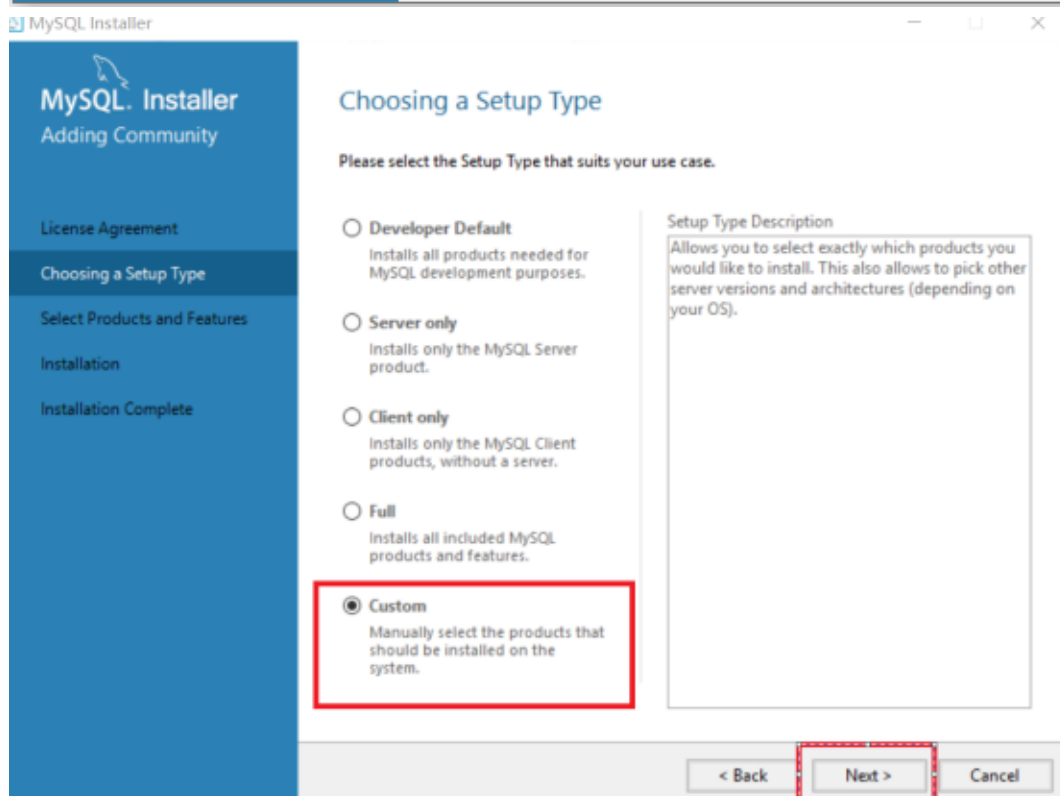 MySQL Installer
MySQL. Installer
Adding Community
License Agreement
Choosing a Setup Type
Select Products and Features
Installation
Installation Complete
Choosing a Setup Type
Please select the Setup Type that suits your use case.
Developer Default
Installs all products needed for
MySQL development purposes.
Server only
Installs only the MySQL Server
product.
Client only
Installs only the MySQL Client
products, without a server.
Full
Installs all included MySQL
products and features.
Custom
Manually select the products that
should be installed on the
system.
Setup Type Description
Allows you to select exactly which products you
would like to install. This also allows to pick other
server versions and architectures (depending on
your OS).
< Back
Next >
Cancel